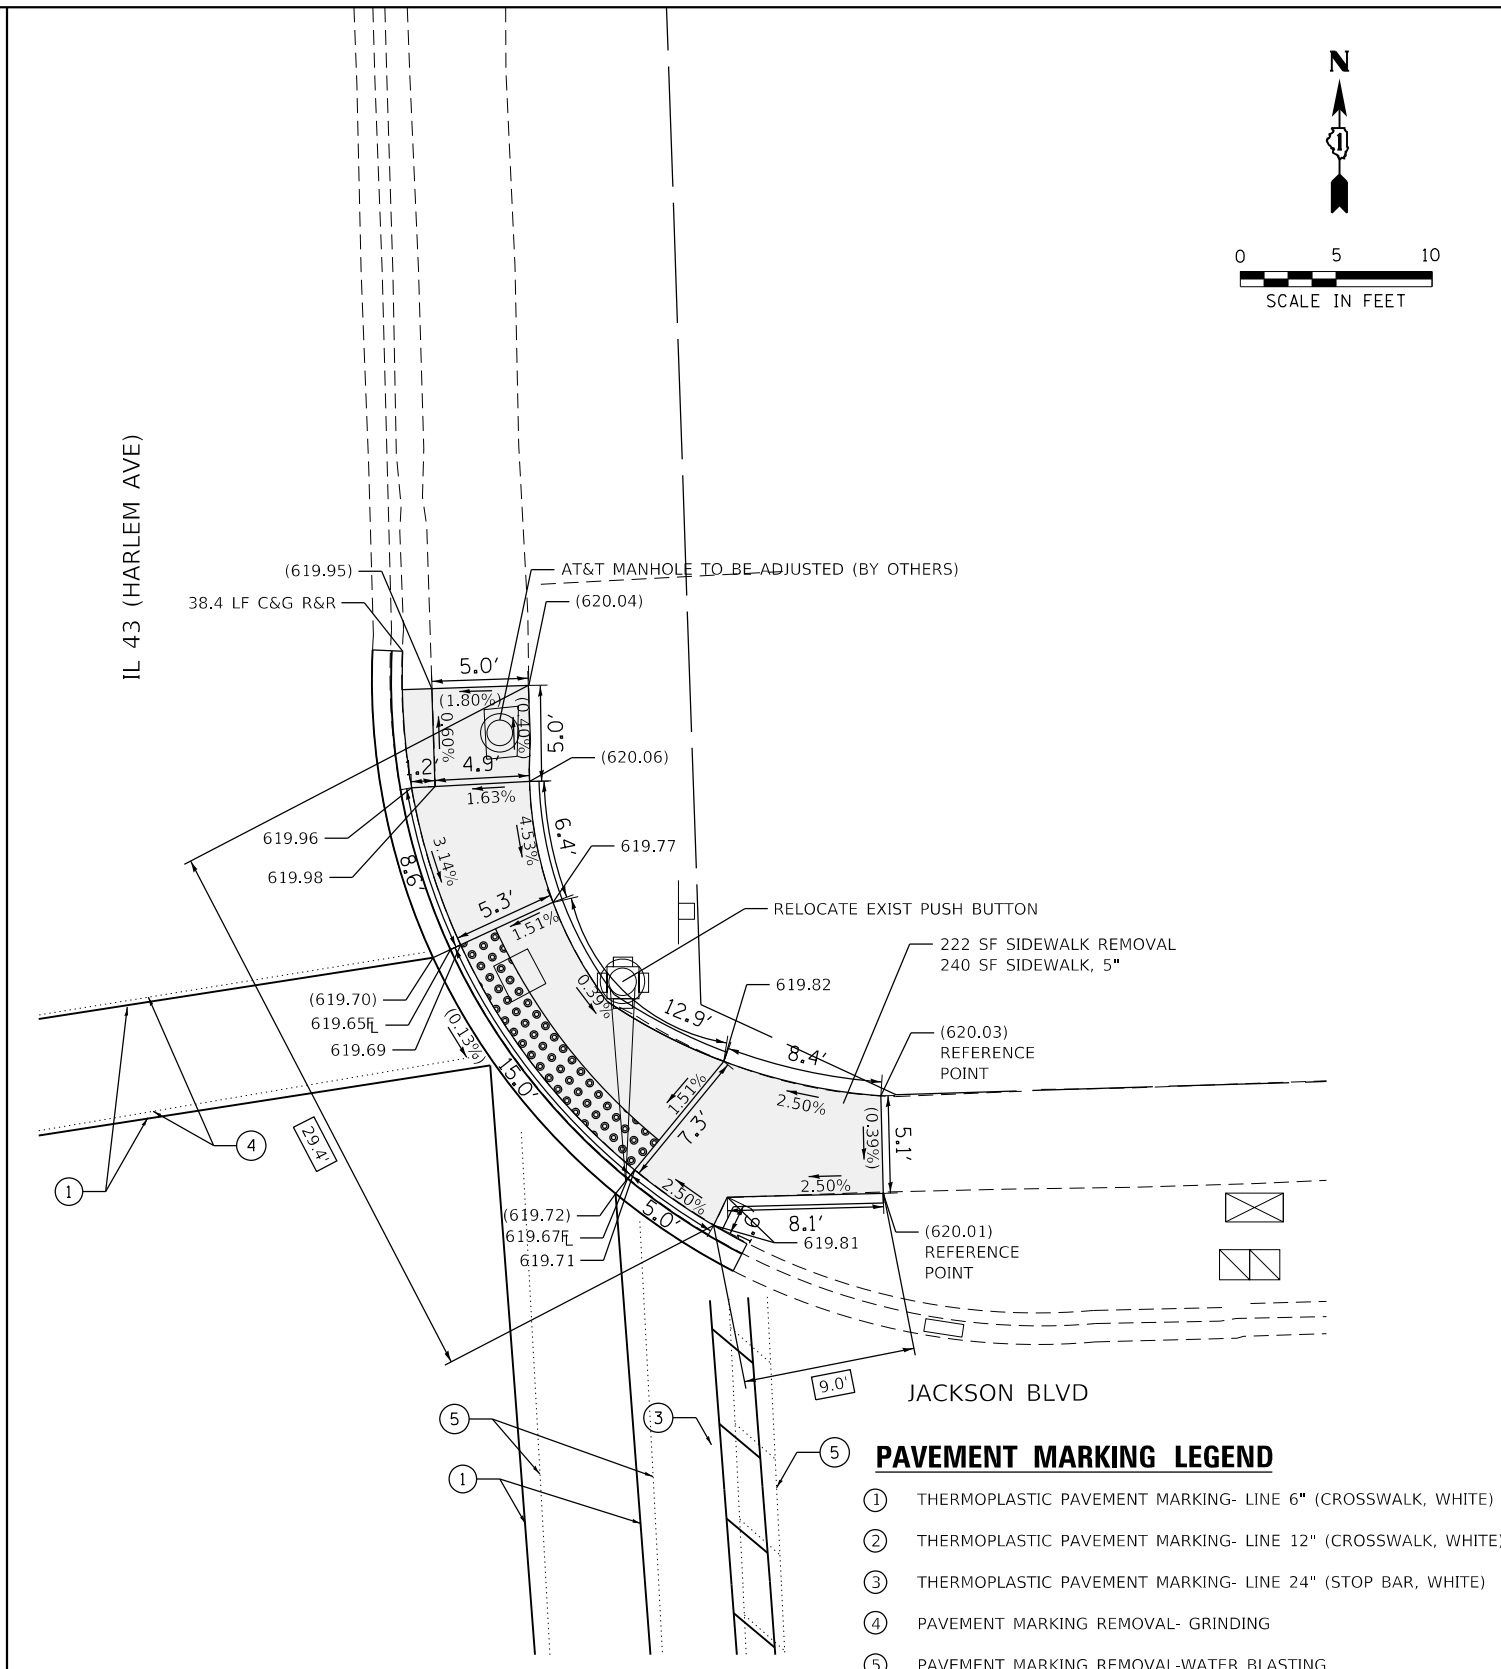 N
1
0 5 10
SCALE IN FEET
IL 43 (HARLEM AVE)
(619.95)
AT&T MANHOLE TO BE ADJUSTED (BY OTHERS)
38.4 LF C&G R&R
(620.04)
5.0'
(1.80%)
0.60%
(0.40%)
5.0'
(620.06)
1.2'
4.9'
1.63%
619.96
619.98
3.14%
4.53%
6.4'
619.77
8.6'
5.3'
1.51%
RELOCATE EXIST PUSH BUTTON
222 SF SIDEWALK REMOVAL
240 SF SIDEWALK, 5"
0.39%
619.82
12.9'
(619.70)
619.65FL
619.69
(0.13%)
15.0'
8.4'
(620.03)
REFERENCE
POINT
1.51%
7.3'
2.50%
(0.39%)
5.1'
29.4'
4
1
2.50%
2.50%
(619.72)
619.67FL
619.71
5.0'
1.6'
8.1'
619.81
(620.01)
REFERENCE
POINT
9.0'
JACKSON BLVD
5
3
5
1
PAVEMENT MARKING LEGEND
1 THERMOPLASTIC PAVEMENT MARKING- LINE 6" (CROSSWALK, WHITE)
2 THERMOPLASTIC PAVEMENT MARKING- LINE 12" (CROSSWALK, WHITE)
3 THERMOPLASTIC PAVEMENT MARKING- LINE 24" (STOP BAR, WHITE)
4 PAVEMENT MARKING REMOVAL- GRINDING
5 PAVEMENT MARKING REMOVAL-WATER BLASTING